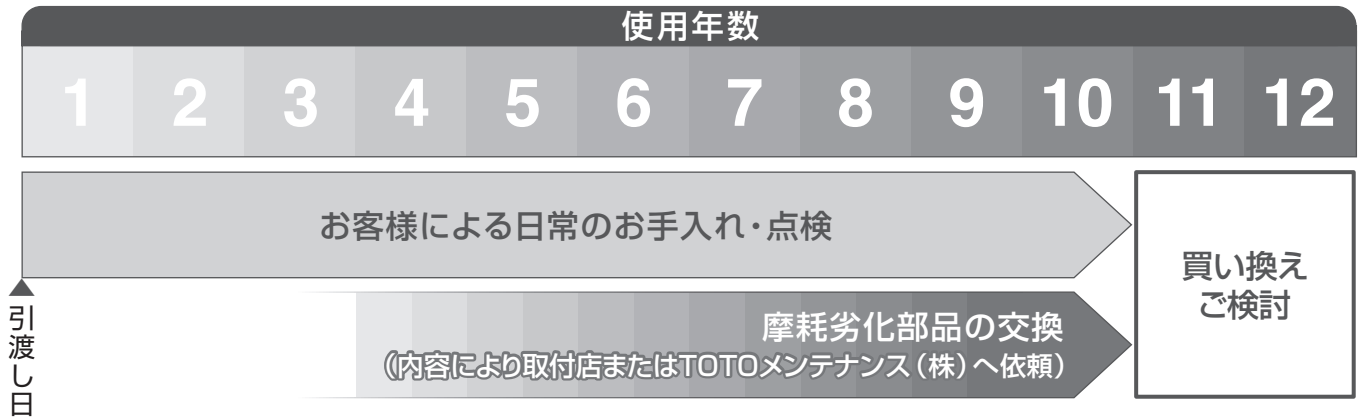 使用年数
1 2 3 4 5 6 7 8 9 10 11 12
お客様による日常のお手入れ・点検
買い換え
ご検討
引渡し日
摩耗劣化部品の交換
（内容により取付店またはTOTOメンテナンス（株）へ依頼）